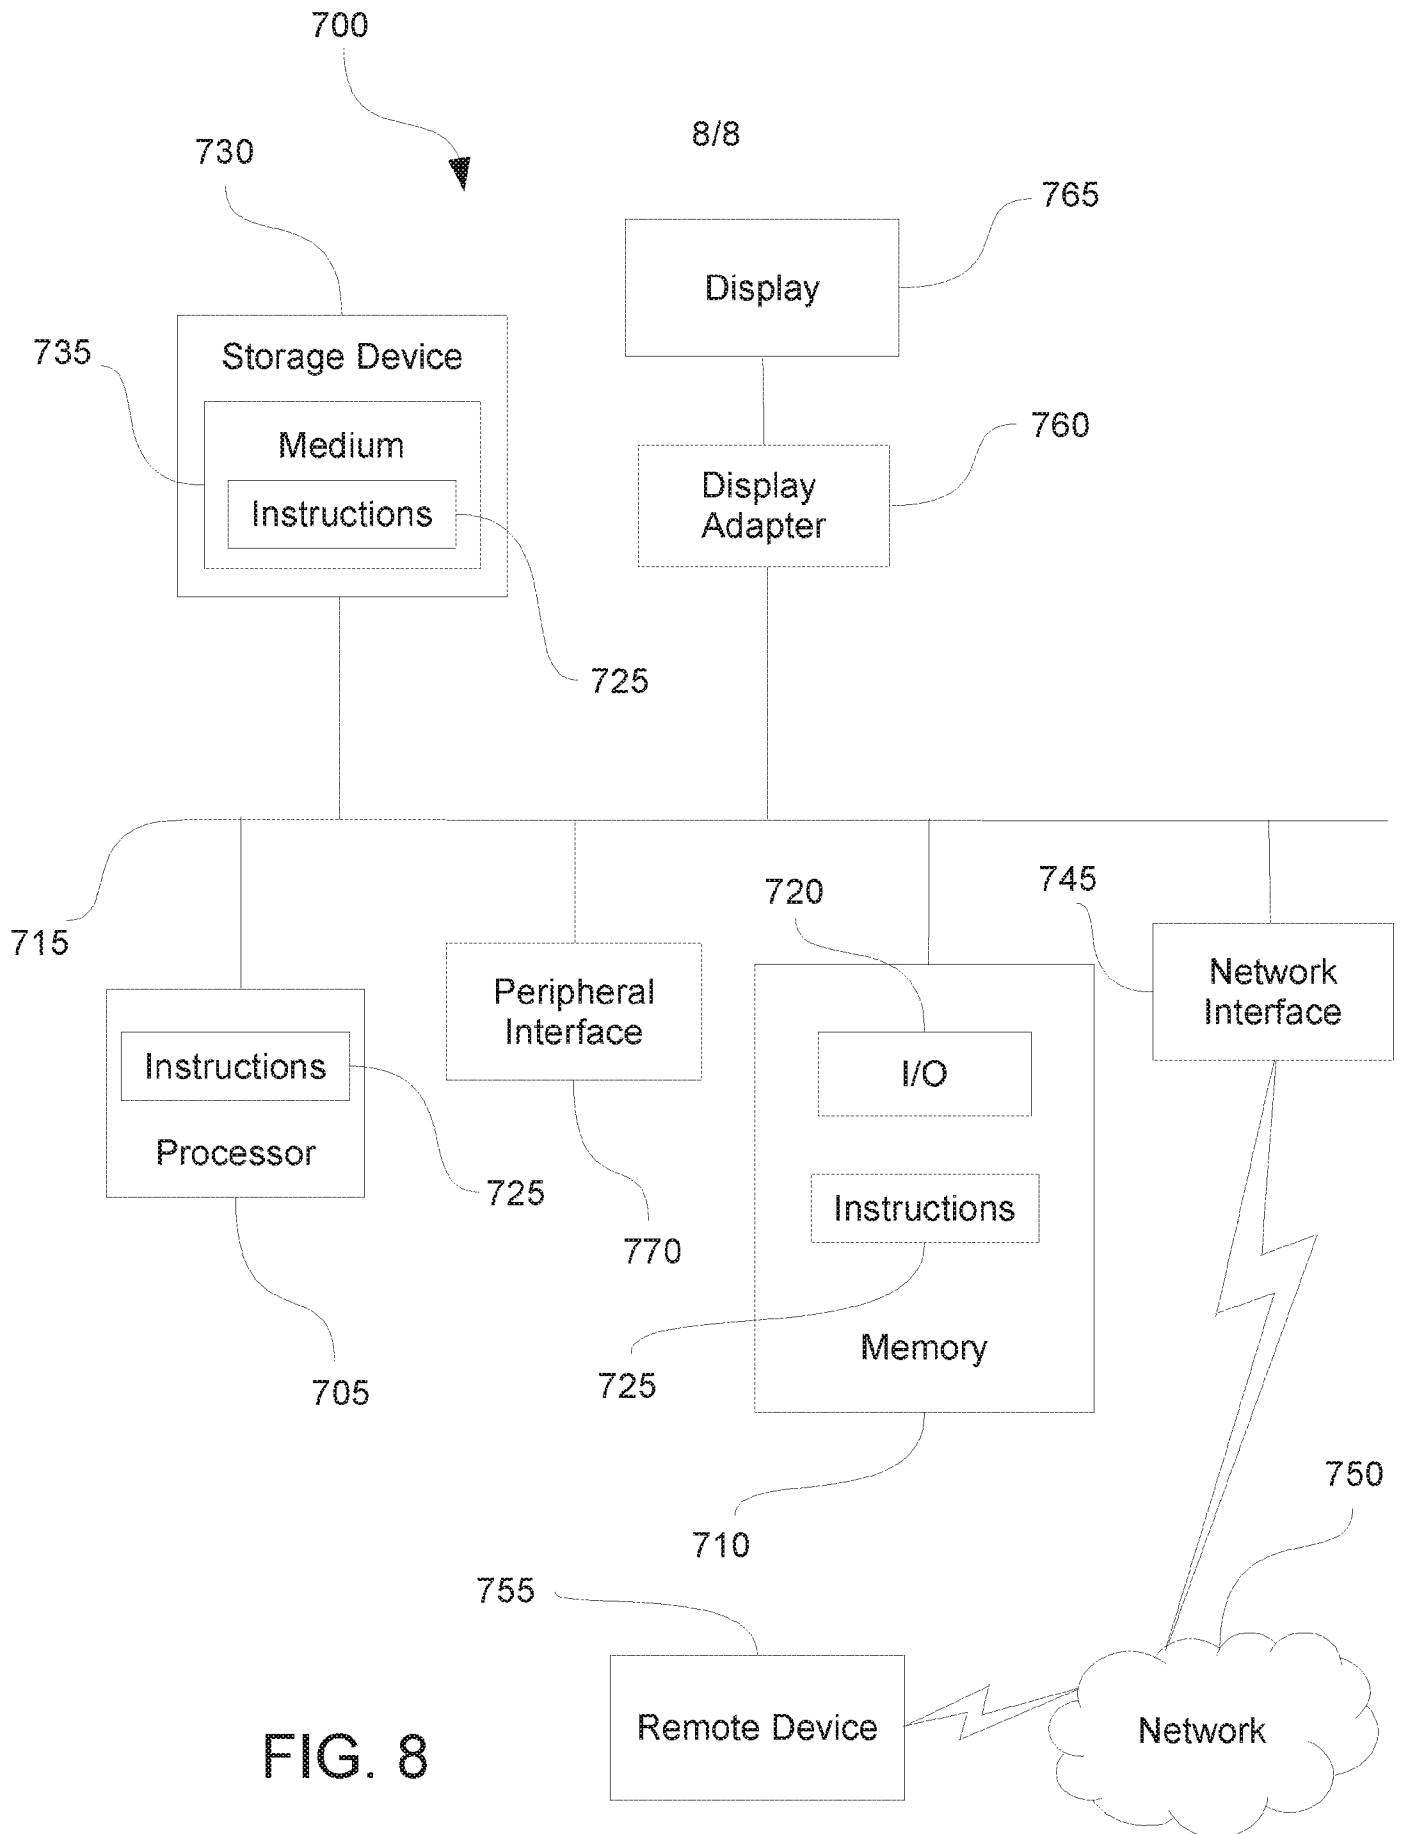 700
8/8
730
765
Display
735
Storage Device
760
Medium
Display
Adapter
Instructions
725
720
745
715
Network
Interface
Peripheral
Interface
I/O
Instructions
Processor
725
Instructions
770
Memory
705
725
750
710
755
Remote Device
Network
FIG. 8